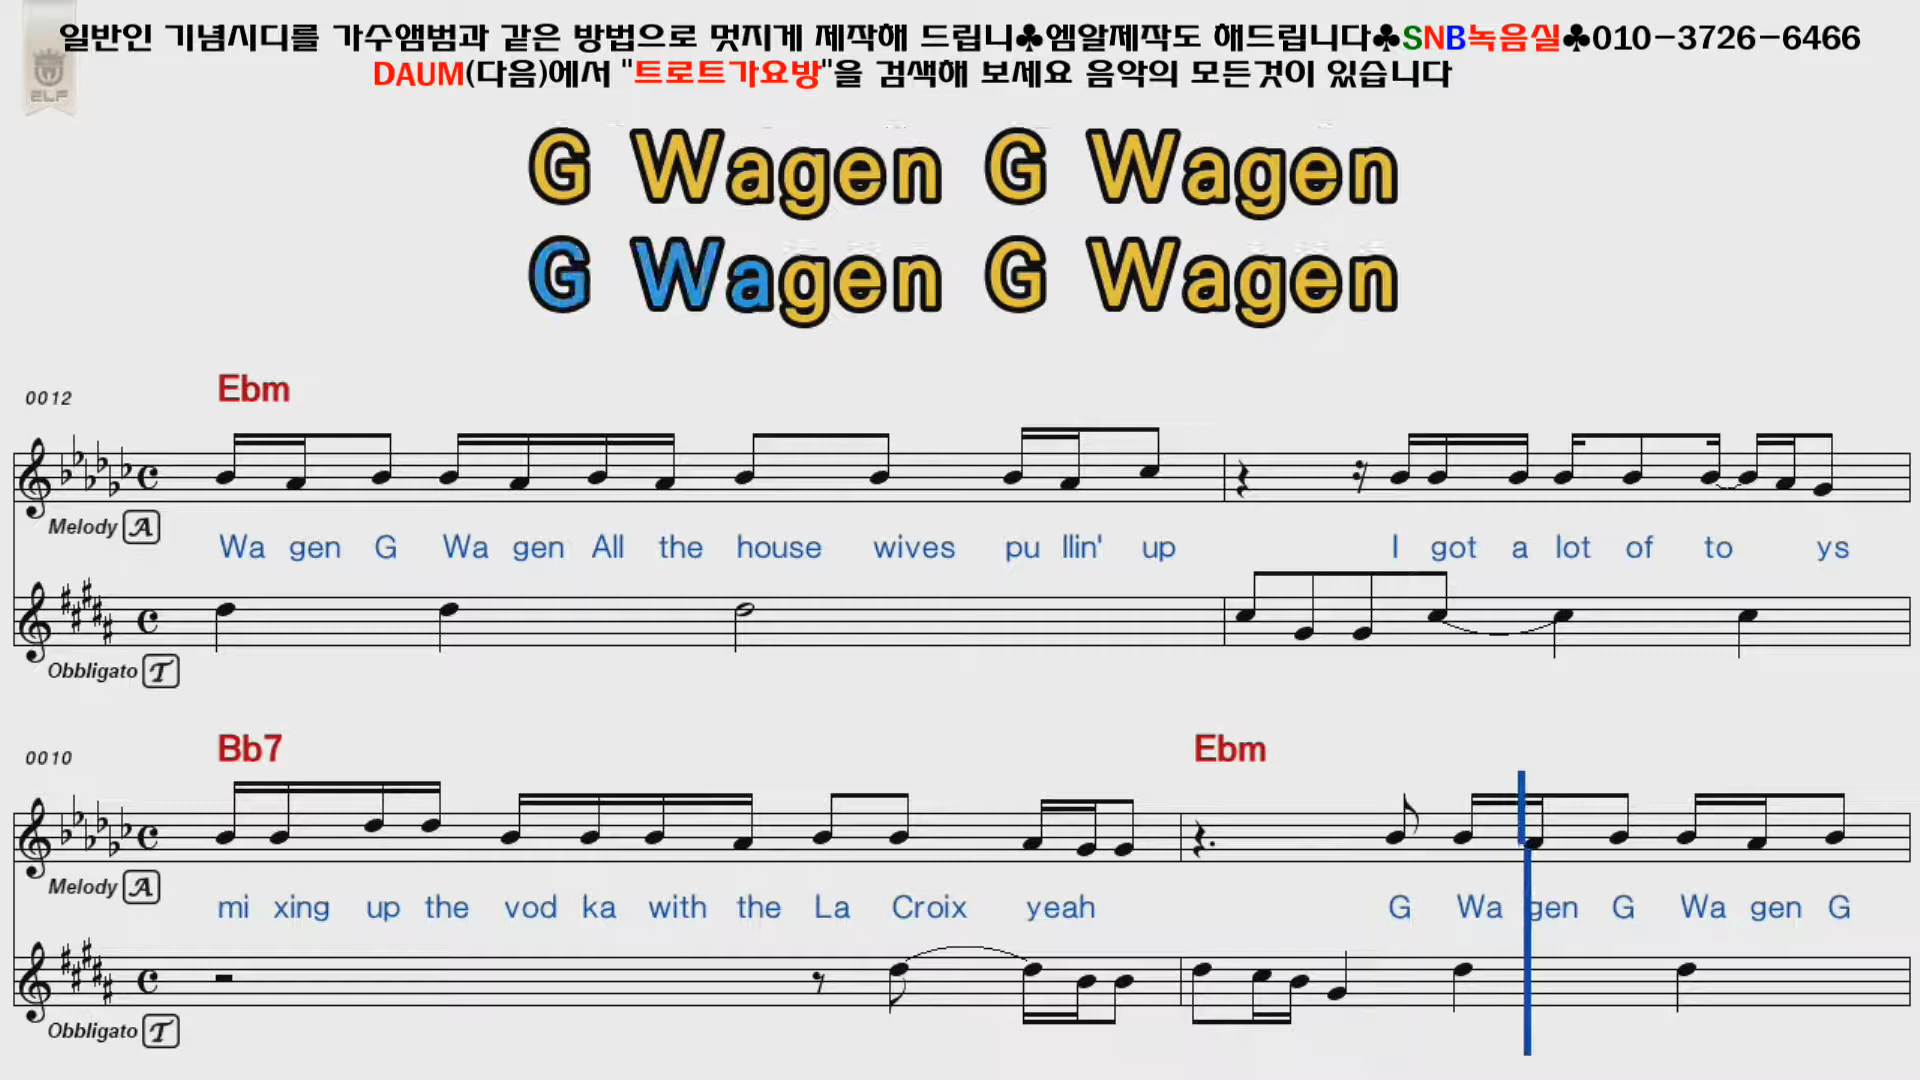 일반인 기념시디를 가수앰범과 같은 방법으로 멋지게 제작해 드립니♣엠알제작도 해드립니다♣SNB녹음실♣010-3726-6466
DAUM(다음)에서 "트로트가요방"을 검색해 보세요 음악의 모든것이 있습니다
ELF
G Wagen G Wagen
G Wagen G Wagen
0012
Ebm
Melody A
Wa gen G Wa gen All the house wives pu llin' up I got a lot of to ys
Obbligato T
0010
Bb7 Ebm
Melody A
mi xing up the vod ka with the La Croix yeah G Wa gen G Wa gen G
Obbligato T